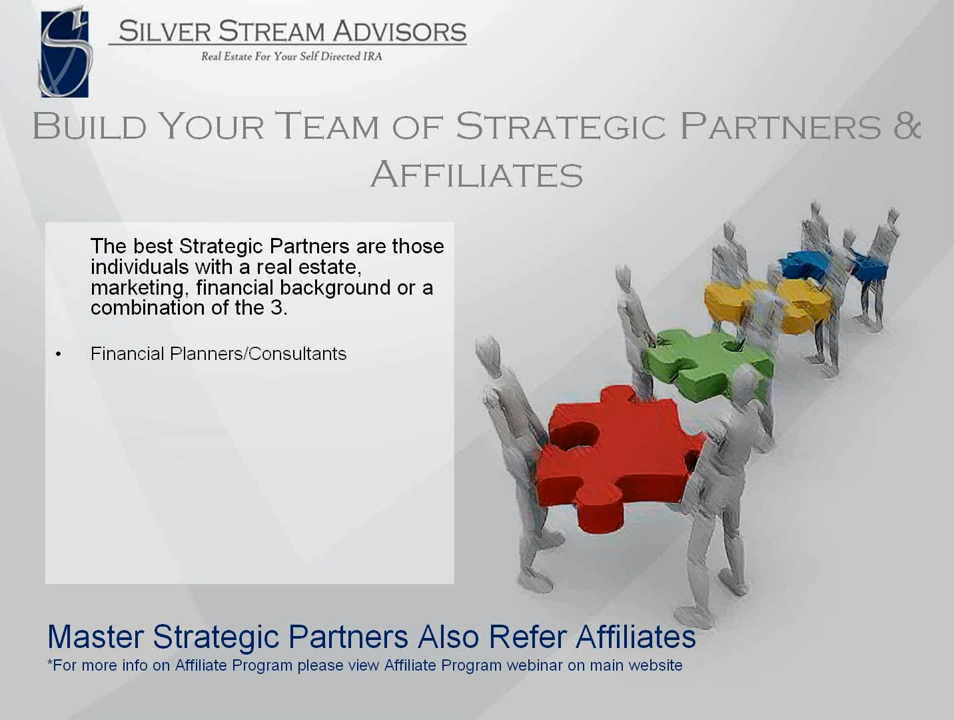 SILVER STREAM ADVISORS
Real Estate For Your Self Directed IRA
BUILD YOUR TEAM OF STRATEGIC PARTNERS &
AFFILIATES
The best Strategic Partners are those
individuals with a real estate,
marketing, financial background or a
combination of the 3.
• Financial Planners/Consultants
Master Strategic Partners Also Refer Affiliates
*For more info on Affiliate Program please view Affiliate Program webinar on main website